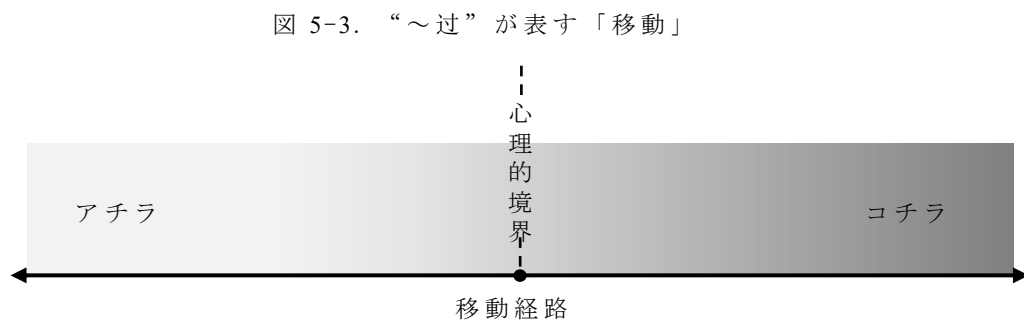 図 5-3. “～过”が表す「移動」
心理的境界
アチラ
コチラ
移動経路